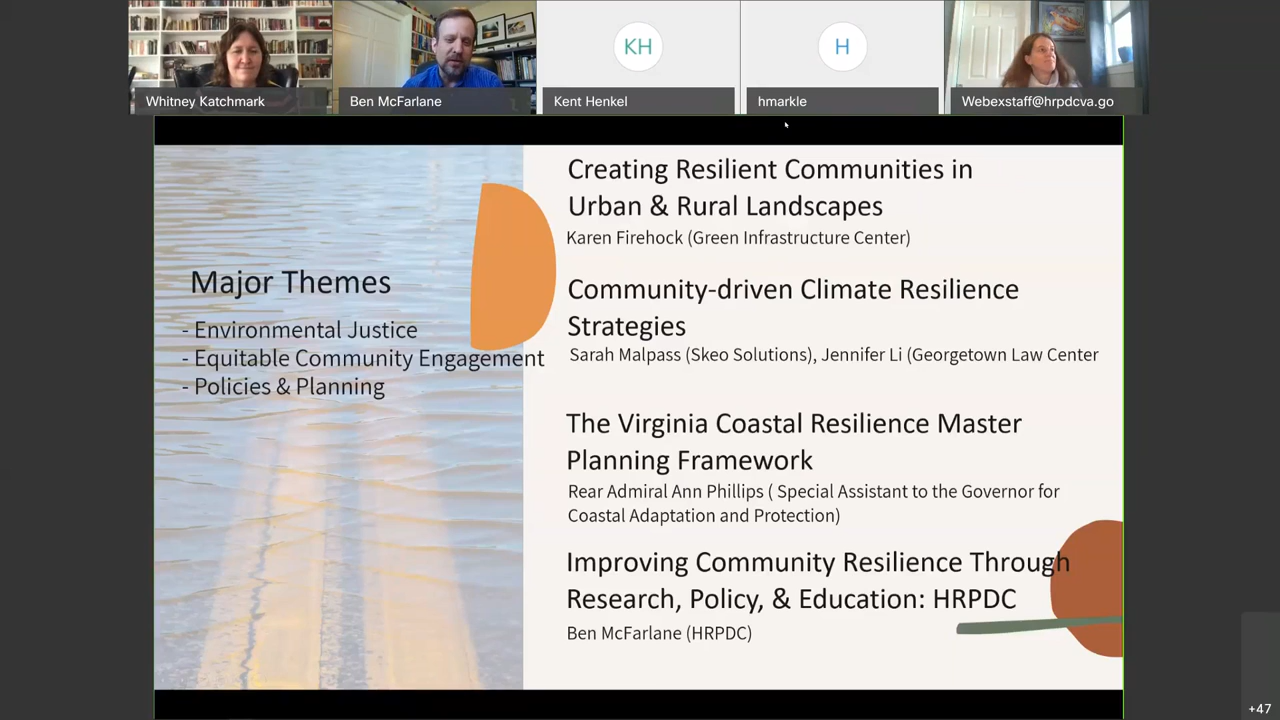 Whitney Katchmark
Ben McFarlane
KH
Kent Henkel
H
hmarkle
Webexstaff@hrpdcva.go
Major Themes
- Environmental Justice
- Equitable Community Engagement
- Policies & Planning
Creating Resilient Communities in
Urban & Rural Landscapes
Karen Firehock (Green Infrastructure Center)
Community-driven Climate Resilience
Strategies
Sarah Malpass (Skeo Solutions), Jennifer Li (Georgetown Law Center
The Virginia Coastal Resilience Master
Planning Framework
Rear Admiral Ann Phillips ( Special Assistant to the Governor for
Coastal Adaptation and Protection)
Improving Community Resilience Through
Research, Policy, & Education: HRPDC
Ben McFarlane (HRPDC)
+47